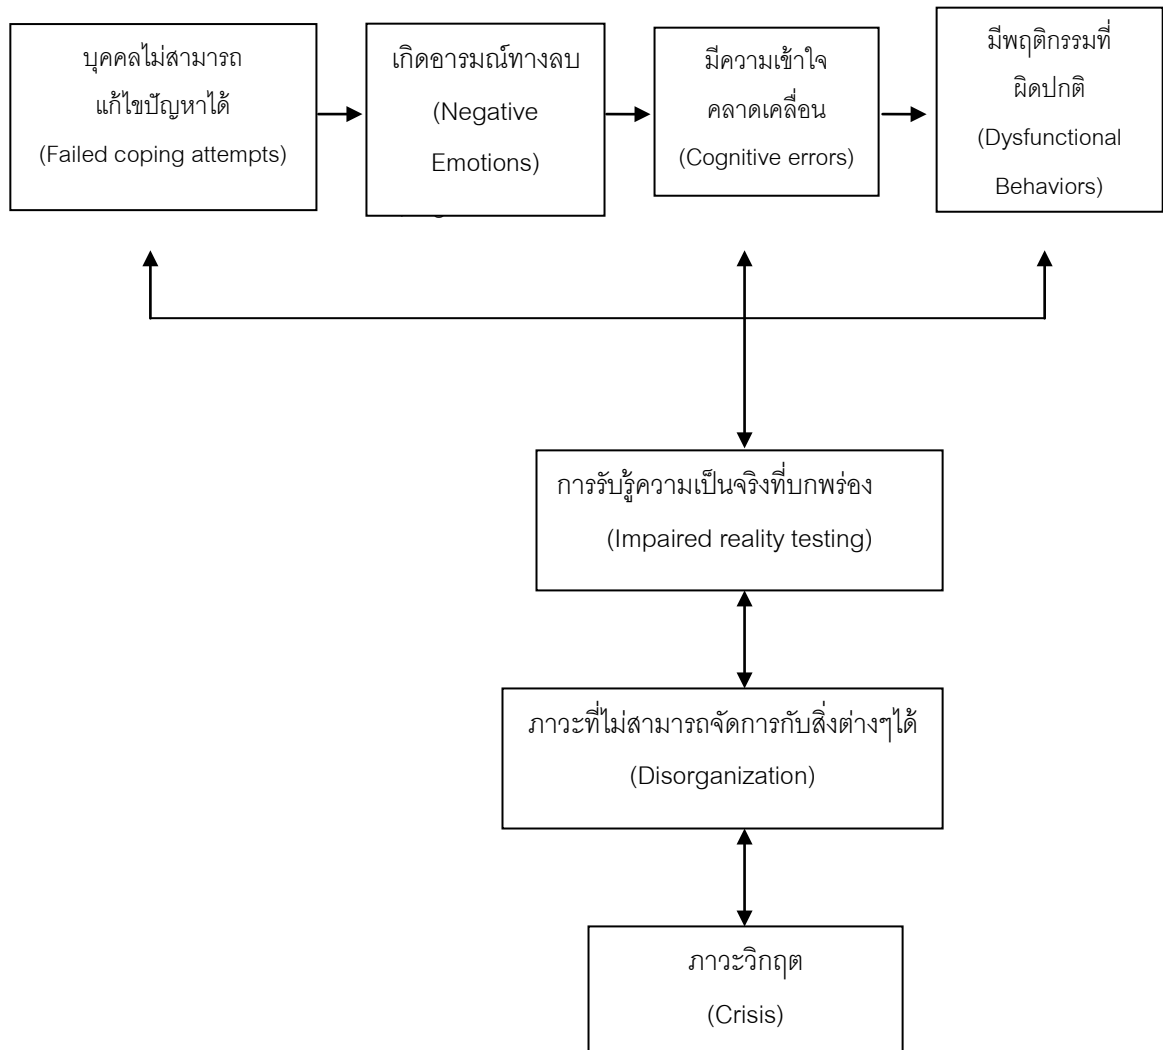 บุคคลไม่สามารถ
แก้ไขปัญหาได้
(Failed coping attempts)
เกิดอารมณ์ทางลบ
(Negative
Emotions)
มีความเข้าใจ
คลาดเคลื่อน
(Cognitive errors)
มีพฤติกรรมที่
ผิดปกติ
(Dysfunctional
Behaviors)
การรับรู้ความเป็นจริงที่บกพร่อง
(Impaired reality testing)
ภาวะที่ไม่สามารถจัดการกับสิ่งต่างๆได้
(Disorganization)
ภาวะวิกฤต
(Crisis)